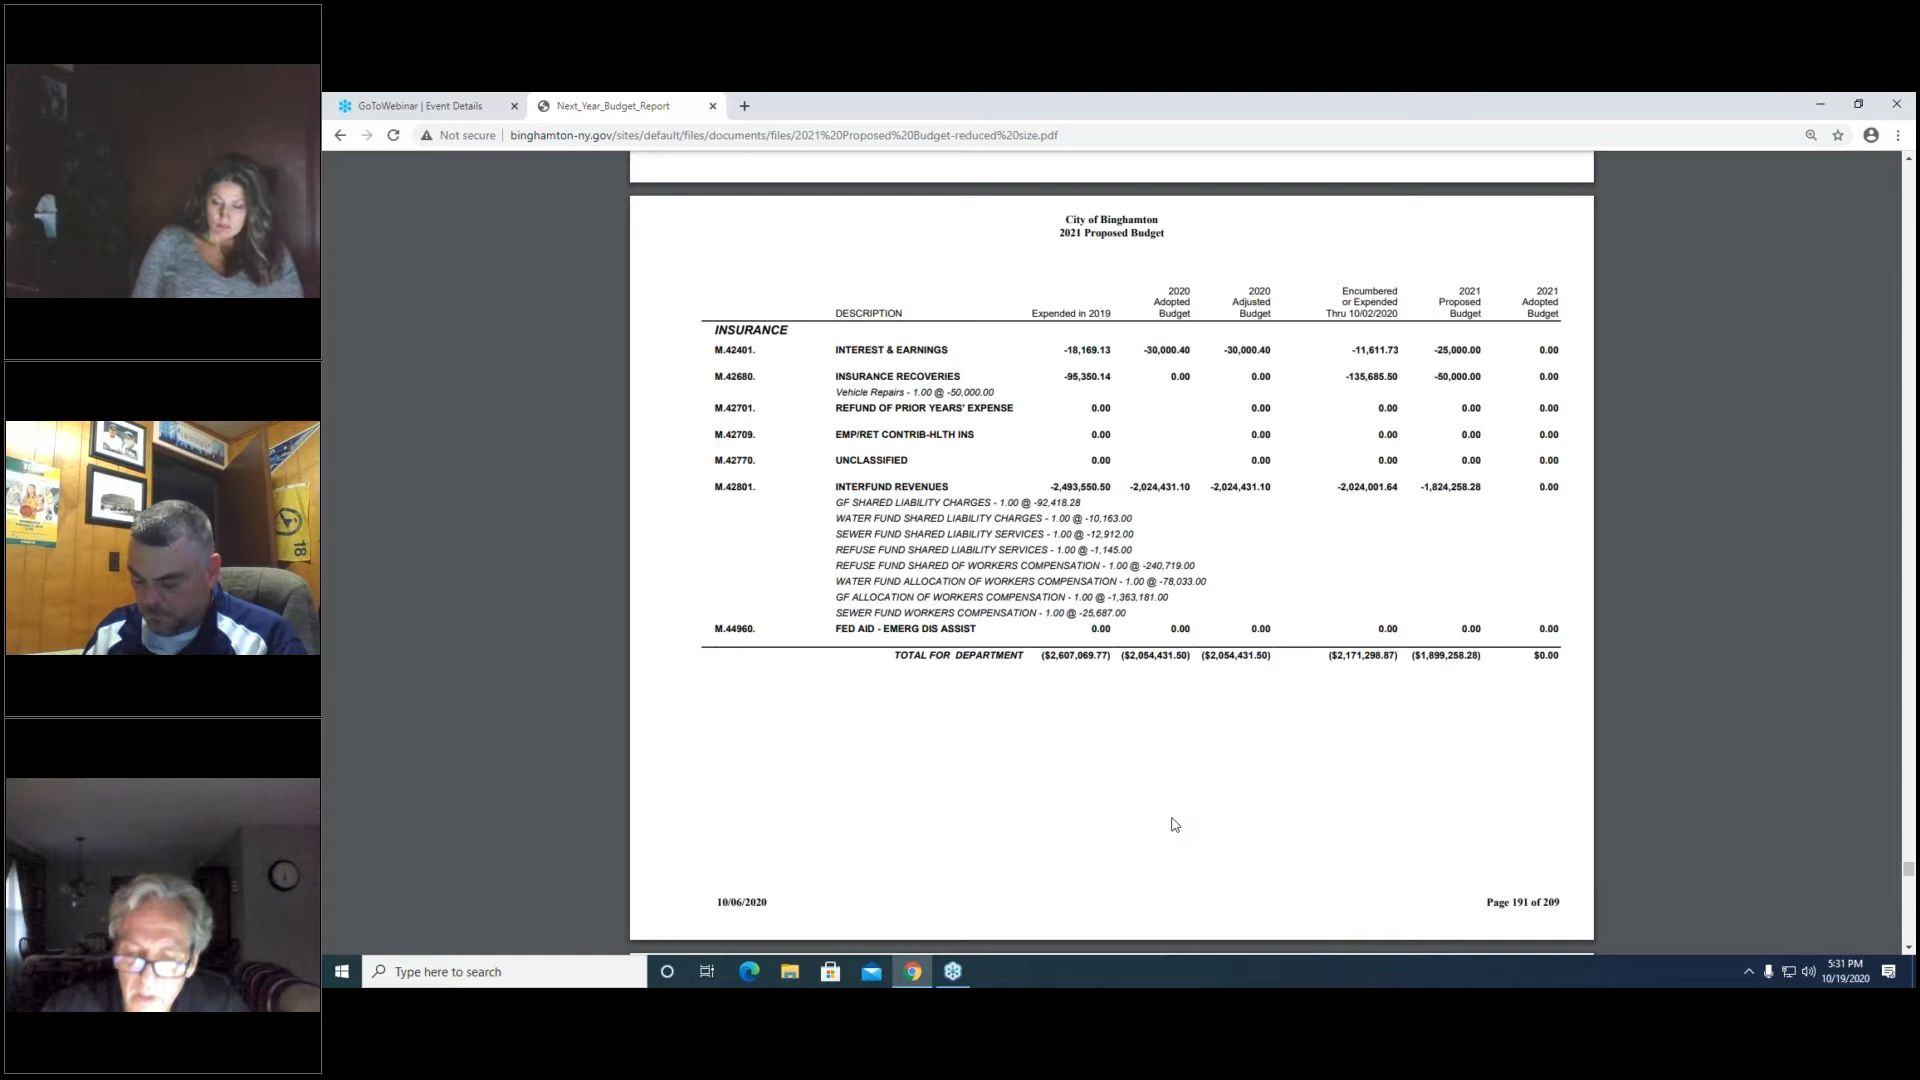 GoToWebinar | Event Details
Next_Year_Budget_Report
Not secure
binghamton-ny.gov/sites/default/files/documents/files/2021%20Proposed%20Budget-reduced%20size.pdf
City of Binghamton
2021 Proposed Budget
DESCRIPTION Expended in 2019 2020 Adopted Budget 2020 Adjusted Budget Encumbered or Expended Thru 10/02/2020 2021 Proposed Budget 2021 Adopted Budget
INSURANCE
M.42401. INTEREST & EARNINGS -18,169.13 -30,000.40 -30,000.40 -11,611.73 -25,000.00 0.00
M.42680. INSURANCE RECOVERIES -95,350.14 0.00 0.00 -135,685.50 -50,000.00 0.00
Vehicle Repairs - 1.00 @ -50,000.00
M.42701. REFUND OF PRIOR YEARS' EXPENSE 0.00 0.00 0.00 0.00 0.00
M.42709. EMP/RET CONTRIB-HLTH INS 0.00 0.00 0.00 0.00 0.00
M.42770. UNCLASSIFIED 0.00 0.00 0.00 0.00 0.00
M.42801. INTERFUND REVENUES -2,493,550.50 -2,024,431.10 -2,024,431.10 -2,024,001.64 -1,824,258.28 0.00
GF SHARED LIABILITY CHARGES - 1.00 @ -92,418.28
WATER FUND SHARED LIABILITY CHARGES - 1.00 @ -10,163.00
SEWER FUND SHARED LIABILITY SERVICES - 1.00 @ -12,912.00
REFUSE FUND SHARED LIABILITY SERVICES - 1.00 @ -1,145.00
REFUSE FUND SHARED OF WORKERS COMPENSATION - 1.00 @ -240,719.00
WATER FUND ALLOCATION OF WORKERS COMPENSATION - 1.00 @ -78,033.00
GF ALLOCATION OF WORKERS COMPENSATION - 1.00 @ -1,363,181.00
SEWER FUND WORKERS COMPENSATION - 1.00 @ -25,687.00
M.44960. FED AID - EMERG DIS ASSIST 0.00 0.00 0.00 0.00 0.00 0.00
TOTAL FOR DEPARTMENT ($2,607,069.77) ($2,054,431.50) ($2,054,431.50) ($2,171,298.87) ($1,899,258.28) $0.00
10/06/2020 Page 191 of 209
Type here to search
5:31 PM
10/19/2020
18